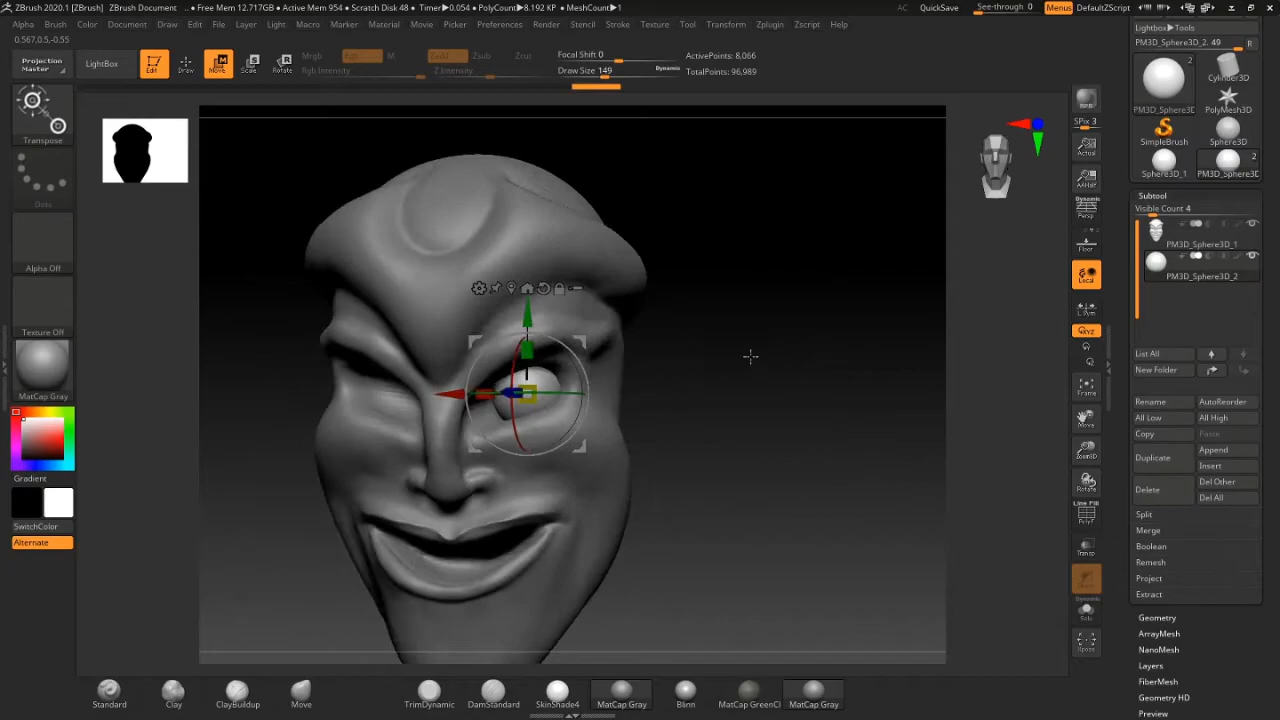 ZBrush 2020.1 [ZBrush] ZBrush Document .. ● Free Mem 12.717GB ● Active Mem 954 ● Scratch Disk 48 ● Timer▶0.054 ● PolyCount▶8.192 KP ● MeshCount▶1 AC QuickSave See-through 0 Menus DefaultZScript
Alpha Brush Color Document Draw Edit File Layer Light Macro Marker Material Movie Picker Preferences Render Stencil Stroke Texture Tool Transform Zplugin Zscript Help
0.567,0.5,-0.55
Projection Master
LightBox
Edit
Draw
Move
Scale
Rotate
Mrgb
M
Rgb Intensity
Zcut
Z Intensity
Focal Shift 0
Draw Size 149
Dynamic
ActivePoints: 8,066
TotalPoints: 96,989
Transpose
Dots
Alpha Off
Texture Off
MatCap Gray
Gradient
SwitchColor
Alternate
SPix 3
Actual
AAHalf
Dynamic
Persp
Floor
Local
L.Sym
Frame
Move
Zoom3D
Rotate
Line Fill
PolyF
Transp
Dynamic
Solo
Xpose
Lightbox▶Tools
PM3D_Sphere3D_2. 49
R
2
PM3D_Sphere3D
Cylinder3D
PolyMesh3D
SimpleBrush
Sphere3D
2
Sphere3D_1
PM3D_Sphere3D
Subtool
Visible Count 4
PM3D_Sphere3D_1
PM3D_Sphere3D_2
List All
New Folder
Rename
AutoReorder
All Low
All High
Copy
Paste
Duplicate
Append
Insert
Delete
Del Other
Del All
Split
Merge
Boolean
Remesh
Project
Extract
Geometry
ArrayMesh
NanoMesh
Layers
FiberMesh
Geometry HD
Preview
Standard
Clay
ClayBuildup
Move
TrimDynamic
DamStandard
SkinShade4
MatCap Gray
Blinn
MatCap GreenCl
MatCap Gray